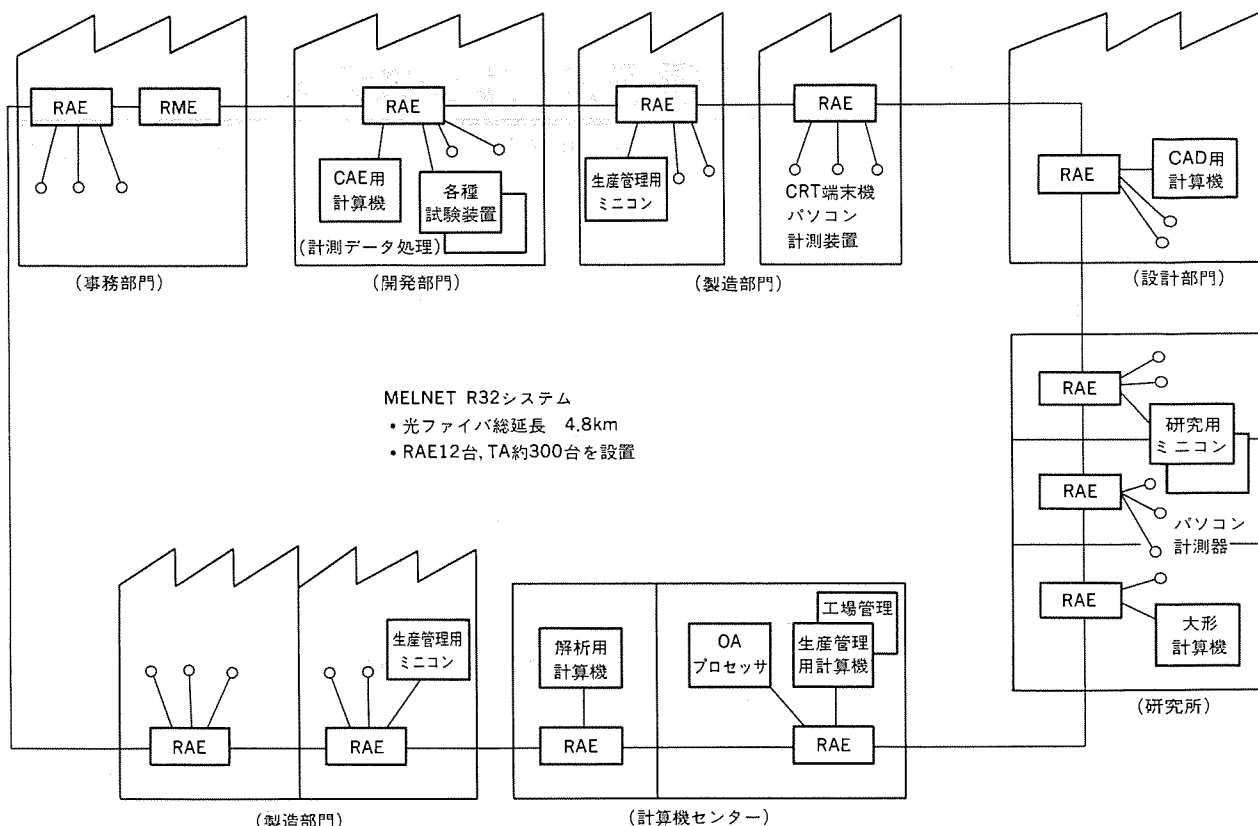 RAE
RME
RAE
RAE
RAE
CAE用
計算機
各種
試験装置
(計測データ処理)
生産管理用
ミニコン
CRT端末機
パソコン
計測装置
RAE
CAD用
計算機
(事務部門)
(開発部門)
(製造部門)
(設計部門)
MELNET R32システム
・光ファイバ総延長 4.8km
・RAE12台,TA約300台を設置
RAE
研究用
ミニコン
RAE
パソコン
計測器
RAE
大形
計算機
(研究所)
生産管理用
ミニコン
RAE
RAE
解析用
計算機
RAE
OA
プロセッサ
工場管理
生産管理
用計算機
RAE
(製造部門)
(計算機センター)